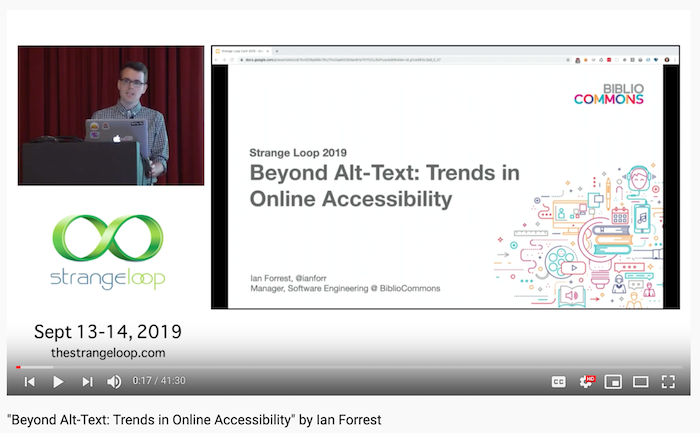 BIBLIO
COMMONS
Strange Loop 2019
Beyond Alt-Text: Trends in
Online Accessibility
Ian Forrest, @ianforr
Manager, Software Engineering @ BiblioCommons
strangeloop
Sept 13-14, 2019
thestrangeloop.com
0:17 / 41:30
CC
HD
"Beyond Alt-Text: Trends in Online Accessibility" by Ian Forrest